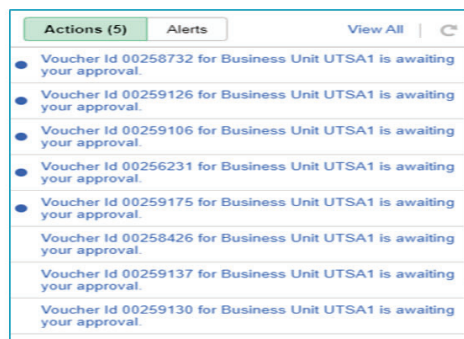 Actions (5) Alerts View All
Voucher Id 00258732 for Business Unit UTSA1 is awaiting
your approval.
Voucher Id 00259126 for Business Unit UTSA1 is awaiting
your approval.
Voucher Id 00259106 for Business Unit UTSA1 is awaiting
your approval.
Voucher Id 00256231 for Business Unit UTSA1 is awaiting
your approval.
Voucher Id 00259175 for Business Unit UTSA1 is awaiting
your approval.
Voucher Id 00258426 for Business Unit UTSA1 is awaiting
your approval.
Voucher Id 00259137 for Business Unit UTSA1 is awaiting
your approval.
Voucher Id 00259130 for Business Unit UTSA1 is awaiting
your approval.